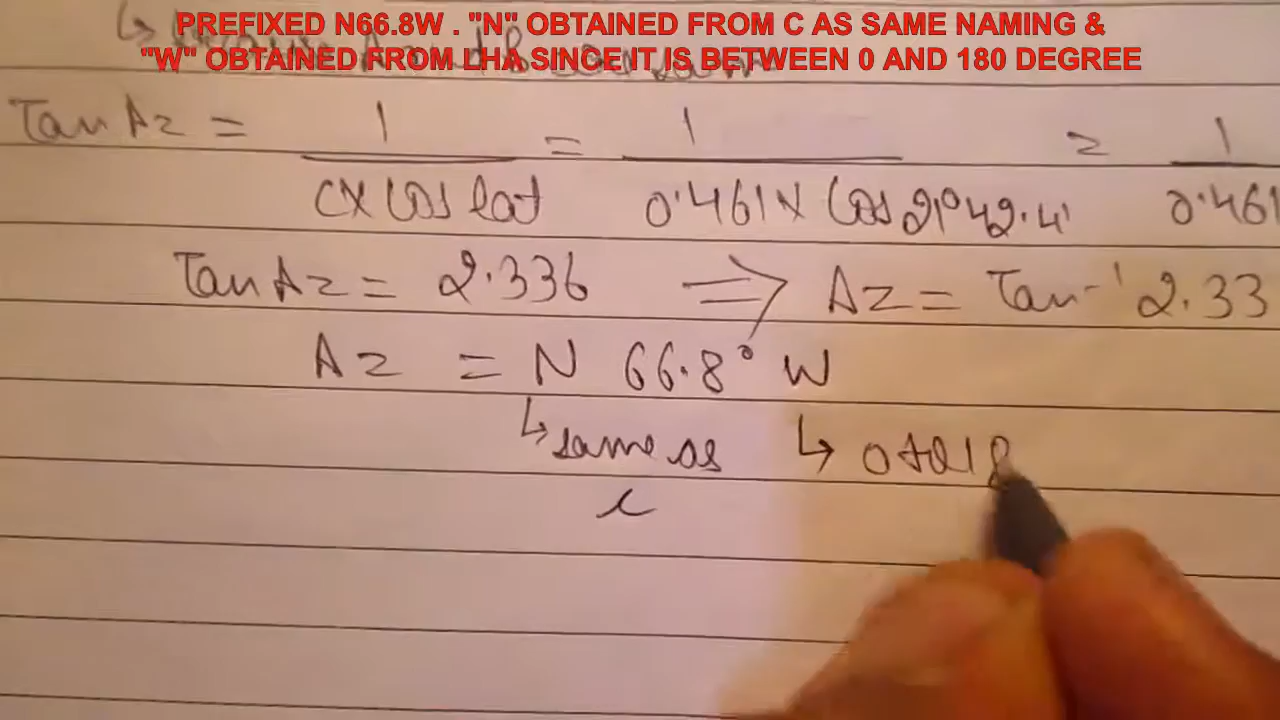 PREFIXED N66.8W . "N" OBTAINED FROM C AS SAME NAMING &
"W" OBTAINED FROM LHA SINCE IT IS BETWEEN 0 AND 180 DEGREE
Tan Az = 1 / C x Cos lat = 1 / 0.461 x Cos 21° 42.4' = 1 / 0.461
Tan Az = 2.336 ⇒ Az = Tan⁻¹ 2.33
Az = N 66.8° W
↳ same as ↳ 0 to 18
C